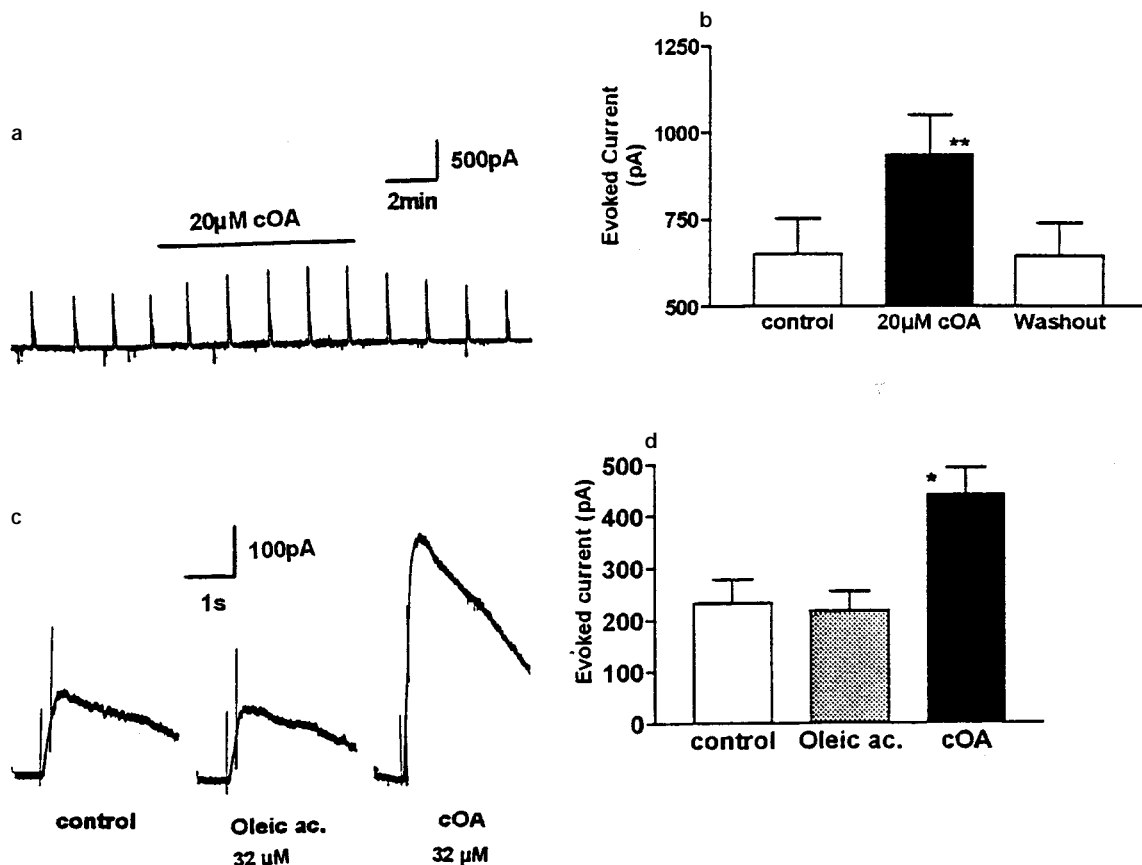 a
500pA
2min
20µM cOA
b
Evoked Current
(pA)
1250
1000
750
500
control 20µM cOA Washout
c
100pA
1s
control
Oleic ac.
32 µM
cOA
32 µM
d
Evoked current (pA)
500
400
300
200
100
0
control Oleic ac. cOA
**
*